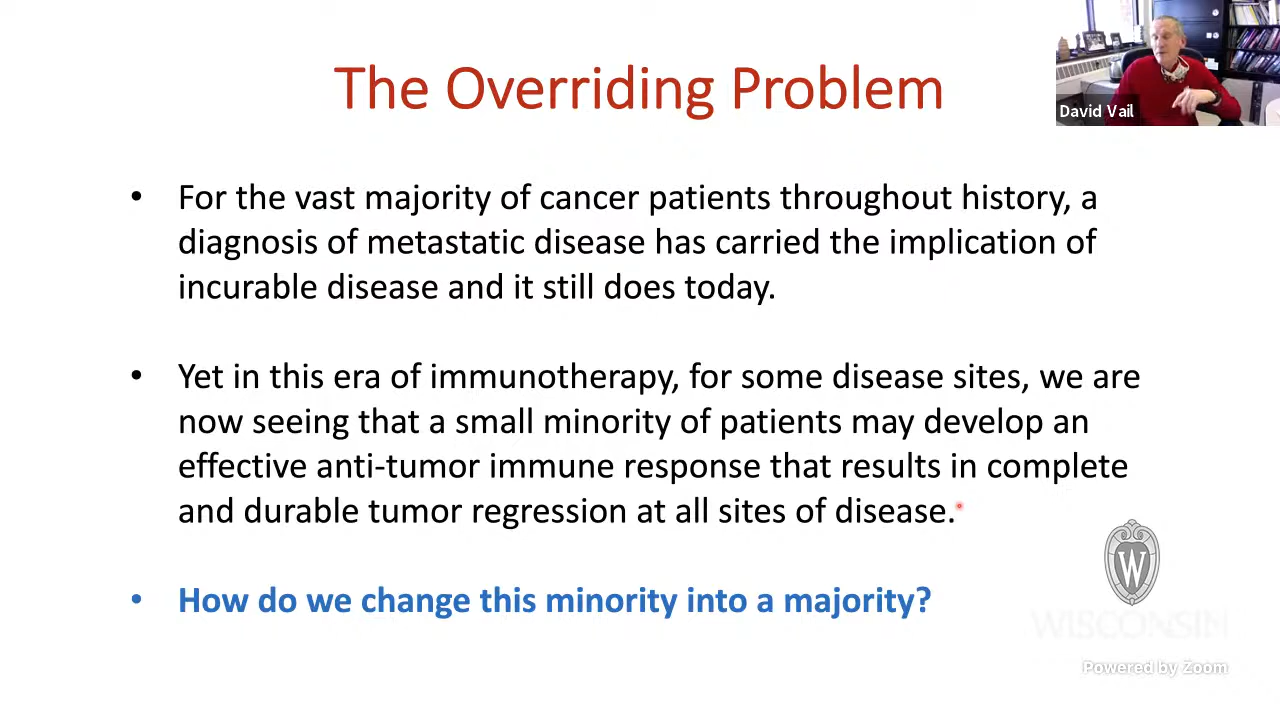 The Overriding Problem
David Vail
• For the vast majority of cancer patients throughout history, a
diagnosis of metastatic disease has carried the implication of
incurable disease and it still does today.
• Yet in this era of immunotherapy, for some disease sites, we are
now seeing that a small minority of patients may develop an
effective anti-tumor immune response that results in complete
and durable tumor regression at all sites of disease.
• How do we change this minority into a majority?
W
WISCONSIN
Powered by Zoom